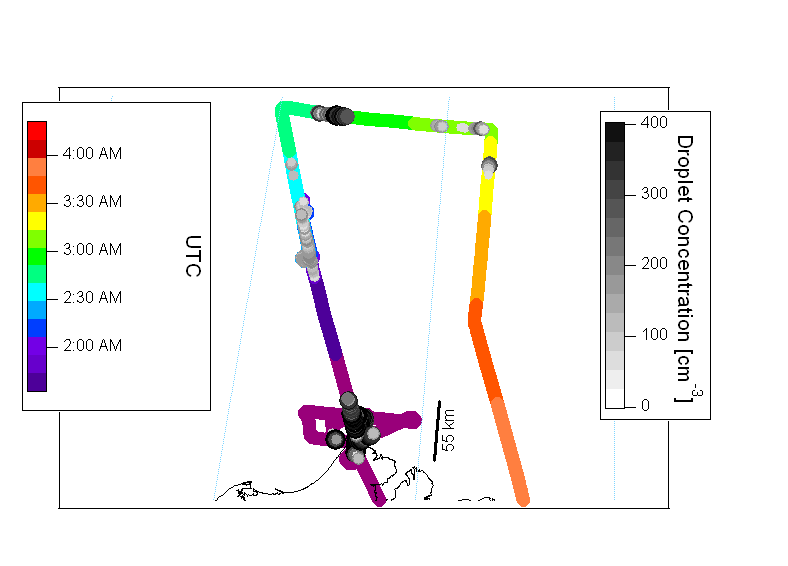 4:00 AM
3:30 AM
3:00 AM
2:30 AM
2:00 AM
UTC
400
300
200
100
0
Droplet Concentration [cm⁻³]
55 km